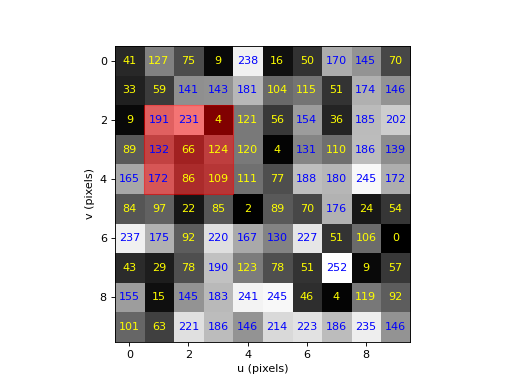 0 41 127 75 9 238 16 50 170 145 70
33 59 141 143 181 104 115 51 174 146
2 9 191 231 4 121 56 154 36 185 202
89 132 66 124 120 4 131 110 186 139
4 165 172 86 109 111 77 188 180 245 172
84 97 22 85 2 89 70 176 24 54
6 237 175 92 220 167 130 227 51 106 0
43 29 78 190 123 78 51 252 9 57
8 155 15 145 183 241 245 46 4 119 92
101 63 221 186 146 214 223 186 235 146
0 2 4 6 8
u (pixels)
v (pixels)